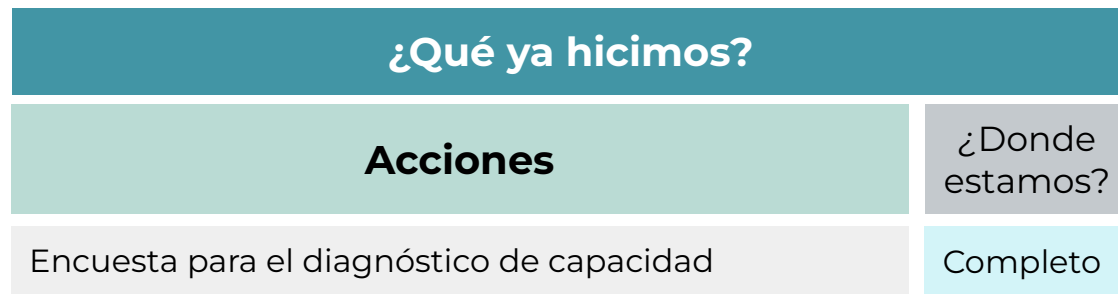 ¿Qué ya hicimos?
Acciones
¿Donde
estamos?
Encuesta para el diagnóstico de capacidad
Completo